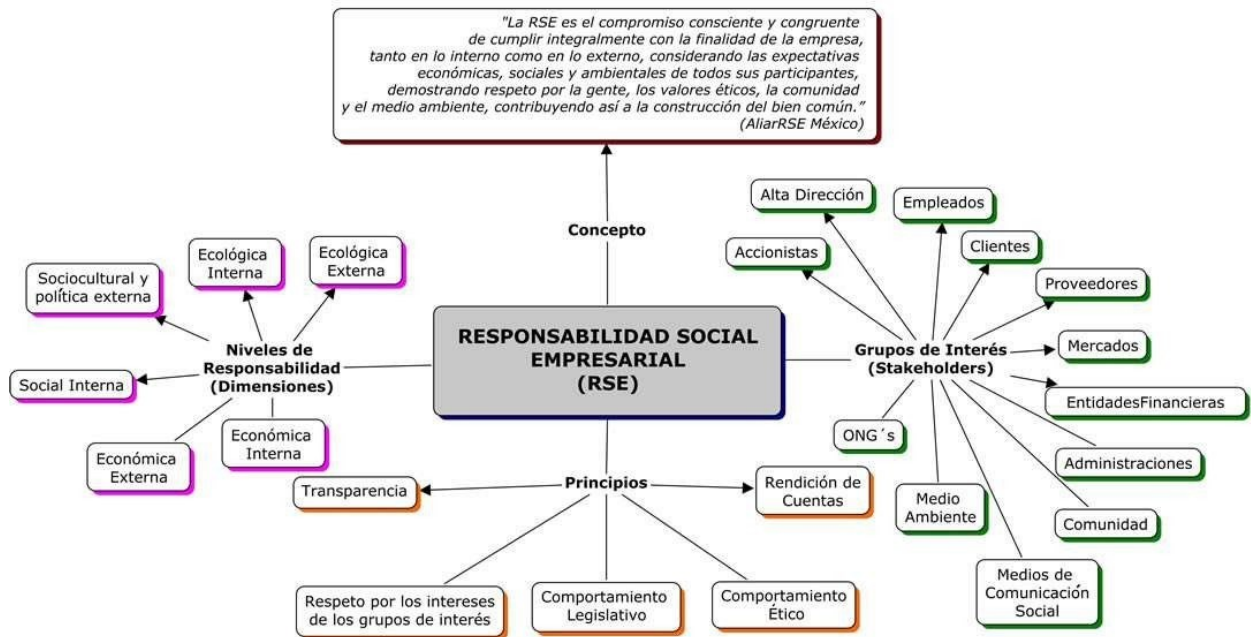 "La RSE es el compromiso consciente y congruente
de cumplir integralmente con la finalidad de la empresa,
tanto en lo interno como en lo externo, considerando las expectativas
económicas, sociales y ambientales de todos sus participantes,
demostrando respeto por la gente, los valores éticos, la comunidad
y el medio ambiente, contribuyendo así a la construcción del bien común."
(AliarRSE México)
Concepto
RESPONSABILIDAD SOCIAL
EMPRESARIAL
(RSE)
Niveles de
Responsabilidad
(Dimensiones)
Sociocultural y
política externa
Ecológica
Interna
Ecológica
Externa
Social Interna
Económica
Externa
Económica
Interna
Principios
Transparencia
Respeto por los intereses
de los grupos de interés
Comportamiento
Legislativo
Comportamiento
Ético
Rendición de
Cuentas
Grupos de Interés
(Stakeholders)
Accionistas
Alta Dirección
Empleados
Clientes
Proveedores
Mercados
EntidadesFinancieras
Administraciones
Comunidad
Medios de
Comunicación
Social
Medio
Ambiente
ONG´s